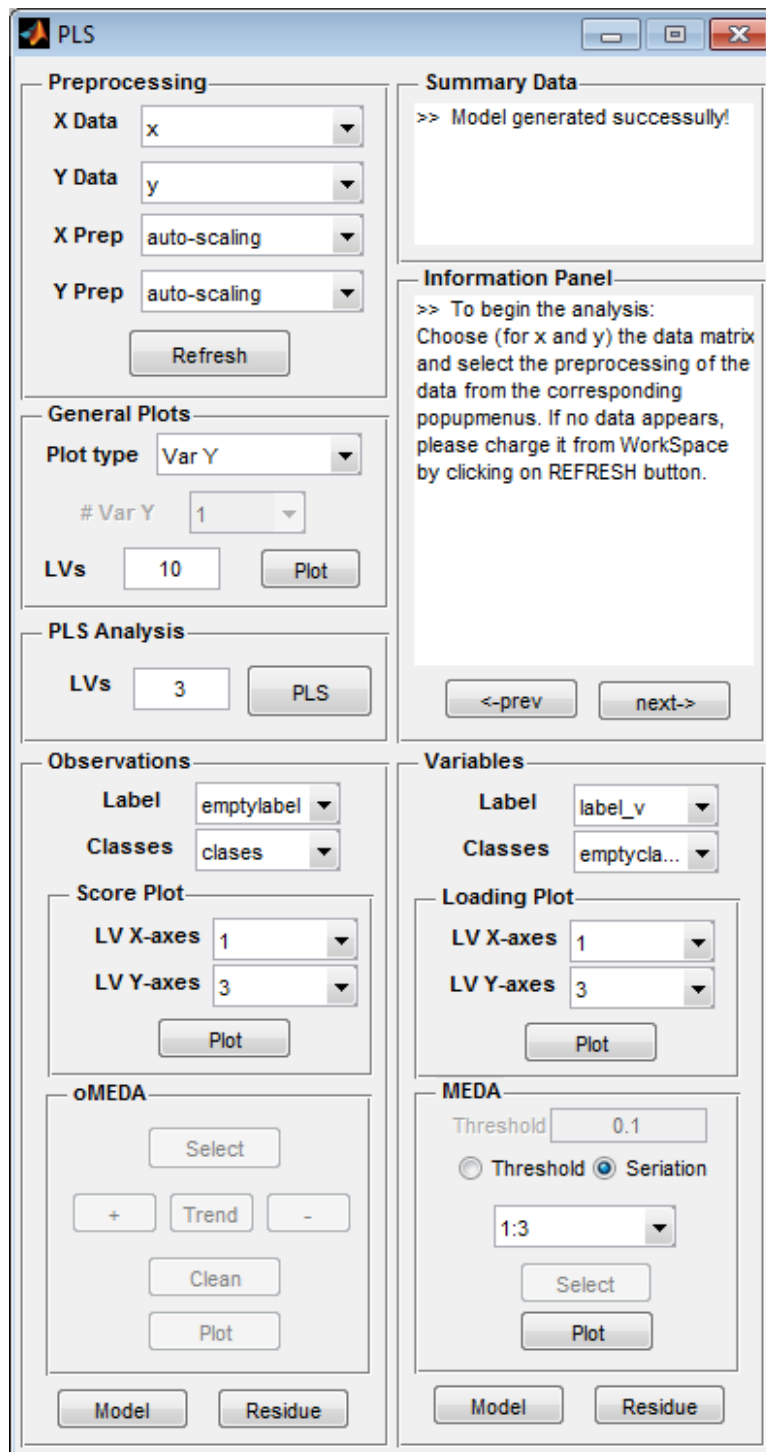 PLS
Preprocessing
X Data x
Y Data y
X Prep auto-scaling
Y Prep auto-scaling
Refresh
General Plots
Plot type Var Y
# Var Y 1
LVs 10 Plot
PLS Analysis
LVs 3 PLS
Summary Data
>> Model generated successully!
Information Panel
>> To begin the analysis:
Choose (for x and y) the data matrix
and select the preprocessing of the
data from the corresponding
popupmenus. If no data appears,
please charge it from WorkSpace
by clicking on REFRESH button.
<-prev next->
Observations
Label emptylabel
Classes clases
Score Plot
LV X-axes 1
LV Y-axes 3
Plot
oMEDA
Select
+ Trend -
Clean
Plot
Model Residue
Variables
Label label_v
Classes emptycla...
Loading Plot
LV X-axes 1
LV Y-axes 3
Plot
MEDA
Threshold 0.1
Threshold Seriation
1:3
Select
Plot
Model Residue